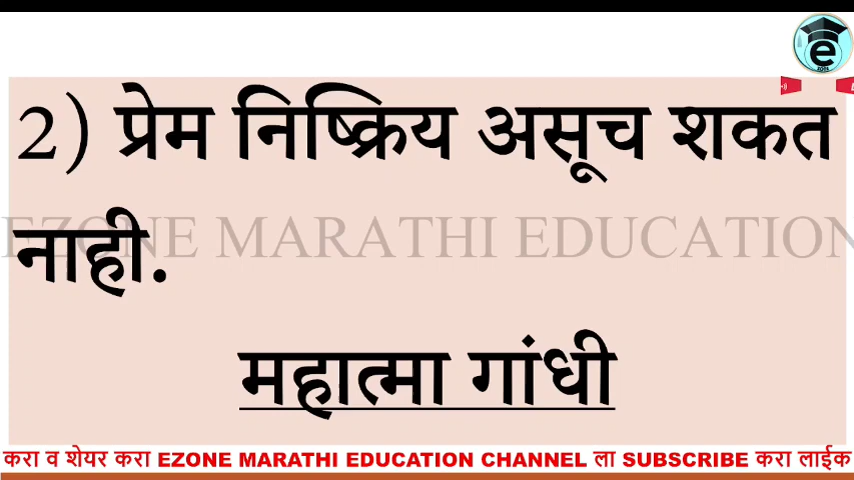 2) प्रेम निष्क्रिय असूच शकत
नाही.
EZONE MARATHI EDUCATION
महात्मा गांधी
करा व शेयर करा EZONE MARATHI EDUCATION CHANNEL ला SUBSCRIBE करा लाईक